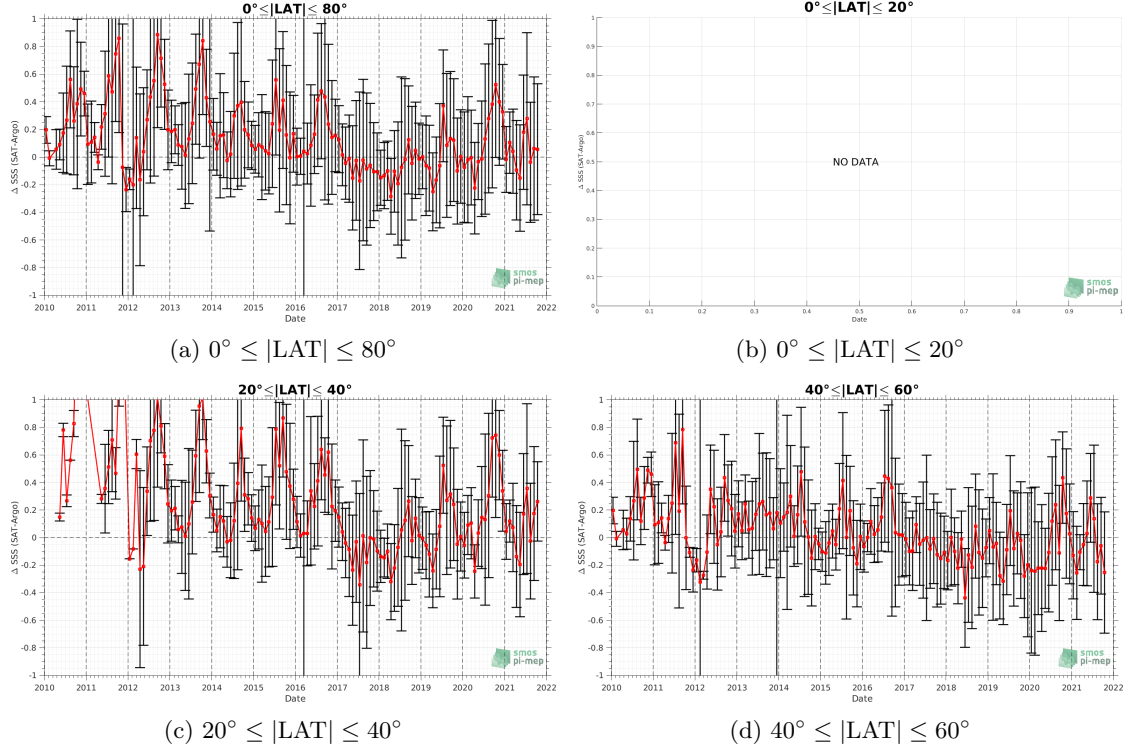 0°≤|LAT|≤ 80°
Δ SSS (SAT-Argo)
1
0.8
0.6
0.4
0.2
0
-0.2
-0.4
-0.6
-0.8
-1
2010 2011 2012 2013 2014 2015 2016 2017 2018 2019 2020 2021 2022
Date
smos
pi-mep
(a) 0° ≤ |LAT| ≤ 80°
0°≤|LAT|≤ 20°
Δ SSS (SAT-Argo)
1
0.9
0.8
0.7
0.6
0.5
0.4
0.3
0.2
0.1
0
NO DATA
0 0.1 0.2 0.3 0.4 0.5 0.6 0.7 0.8 0.9 1
Date
smos
pi-mep
(b) 0° ≤ |LAT| ≤ 20°
20°≤|LAT|≤ 40°
Δ SSS (SAT-Argo)
1
0.8
0.6
0.4
0.2
0
-0.2
-0.4
-0.6
-0.8
-1
2010 2011 2012 2013 2014 2015 2016 2017 2018 2019 2020 2021 2022
Date
smos
pi-mep
(c) 20° ≤ |LAT| ≤ 40°
40°≤|LAT|≤ 60°
Δ SSS (SAT-Argo)
1
0.8
0.6
0.4
0.2
0
-0.2
-0.4
-0.6
-0.8
-1
2010 2011 2012 2013 2014 2015 2016 2017 2018 2019 2020 2021 2022
Date
smos
pi-mep
(d) 40° ≤ |LAT| ≤ 60°